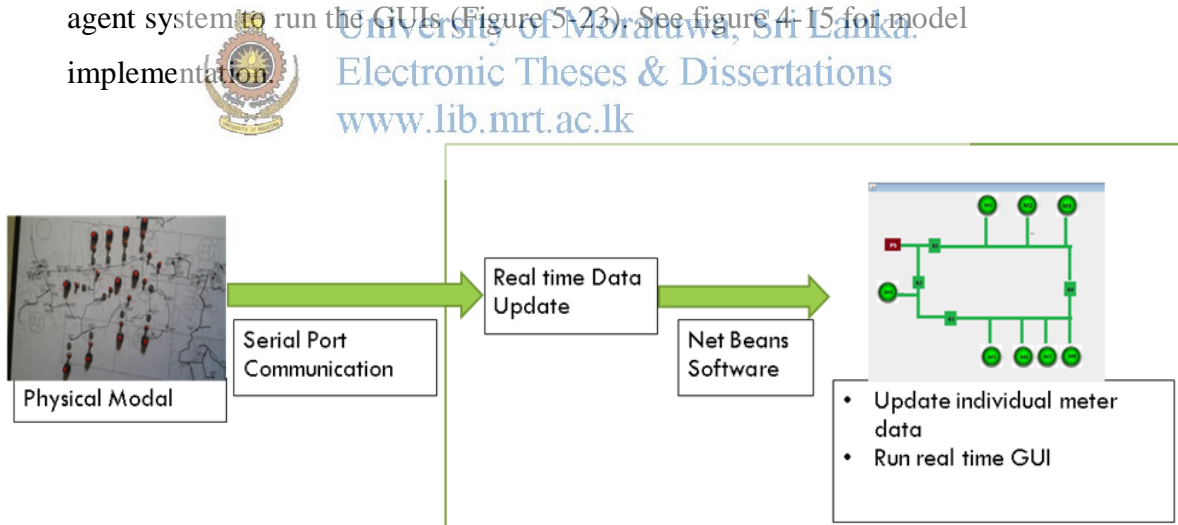 agent system to run the GUIs (Figure 5-23). See figure 4-15 for model
implementation.
University of Moratuwa, Sri Lanka.
Electronic Theses & Dissertations
www.lib.mrt.ac.lk
Physical Modal
Serial Port
Communication
Real time Data
Update
Net Beans
Software
M2
• Update individual meter
data
• Run real time GUI